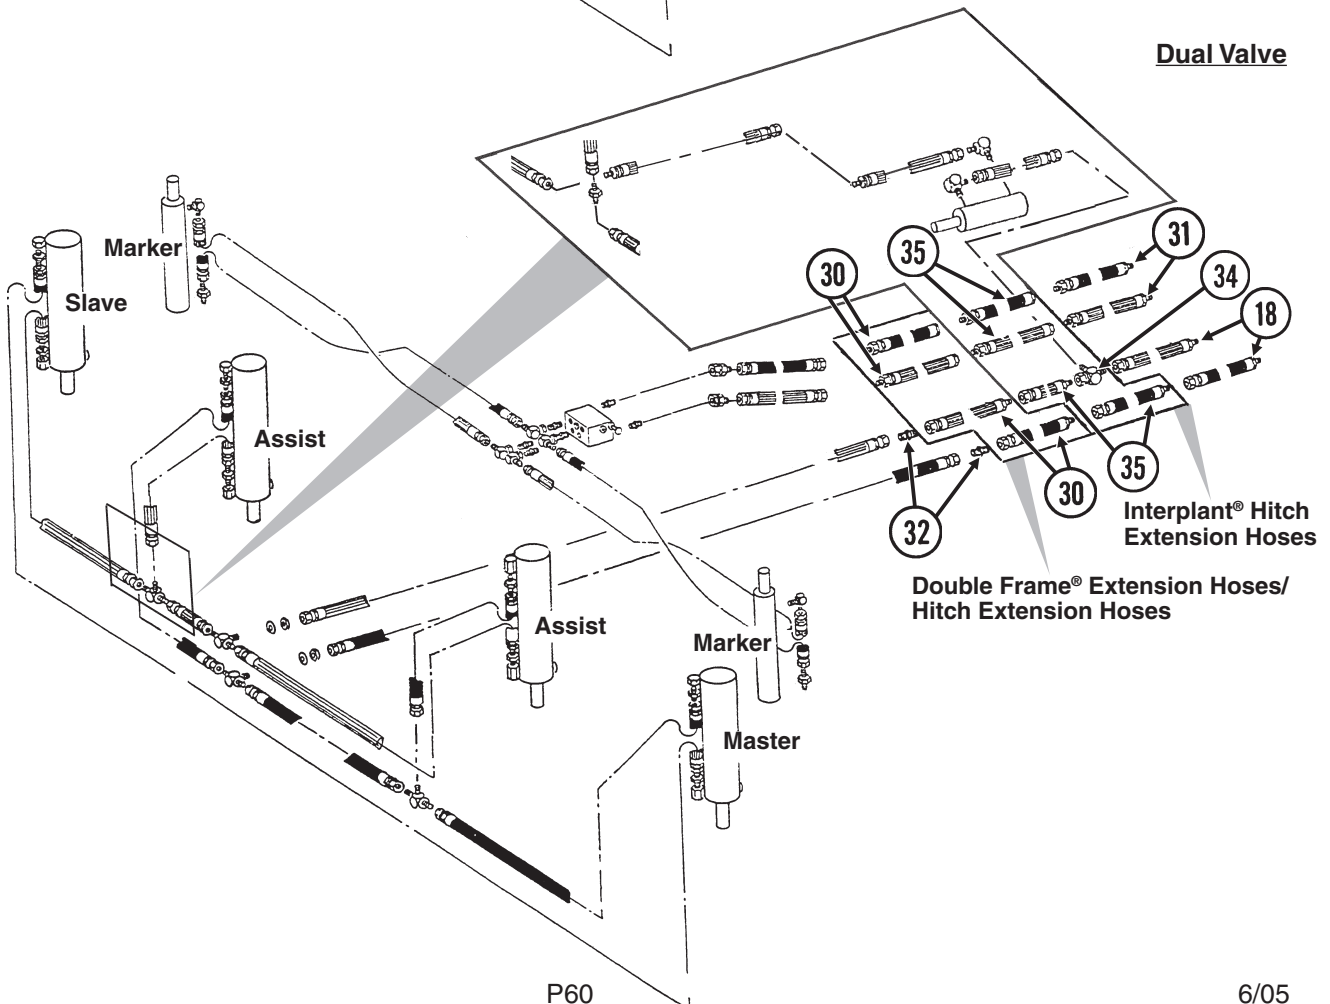 Dual Valve
Marker
Slave
31
35
30
34
18
Assist
35
30
32
Interplant® Hitch
Extension Hoses
Double Frame® Extension Hoses/
Hitch Extension Hoses
Assist
Marker
Master
P60
6/05